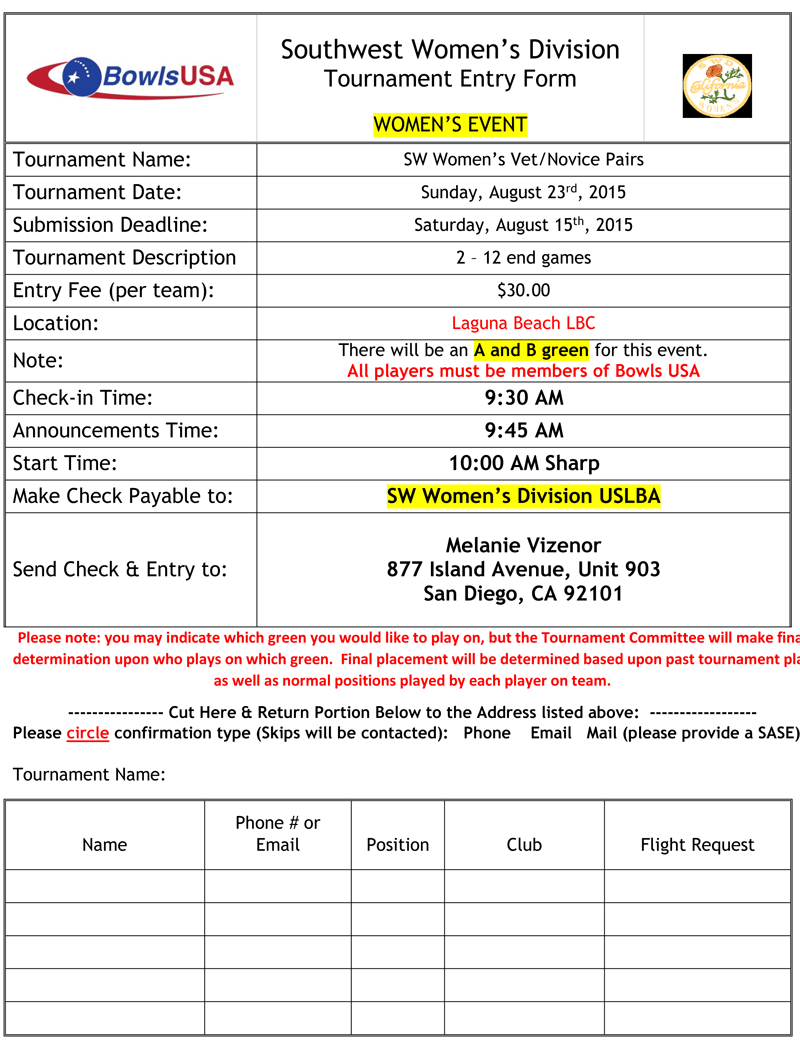 BowlsUSA
Southwest Women's Division
Tournament Entry Form
WOMEN'S EVENT
SWDL
California
WOMEN'S
Tournament Name: SW Women's Vet/Novice Pairs
Tournament Date: Sunday, August 23rd, 2015
Submission Deadline: Saturday, August 15th, 2015
Tournament Description 2 – 12 end games
Entry Fee (per team): $30.00
Location: Laguna Beach LBC
Note: There will be an A and B green for this event.
All players must be members of Bowls USA
Check-in Time: 9:30 AM
Announcements Time: 9:45 AM
Start Time: 10:00 AM Sharp
Make Check Payable to: SW Women's Division USLBA
Send Check & Entry to: Melanie Vizenor
877 Island Avenue, Unit 903
San Diego, CA 92101
Please note: you may indicate which green you would like to play on, but the Tournament Committee will make fina
determination upon who plays on which green. Final placement will be determined based upon past tournament pla
as well as normal positions played by each player on team.
---------------- Cut Here & Return Portion Below to the Address listed above: ------------------
Please circle confirmation type (Skips will be contacted): Phone Email Mail (please provide a SASE)
Tournament Name:
Name Phone # or Email Position Club Flight Request